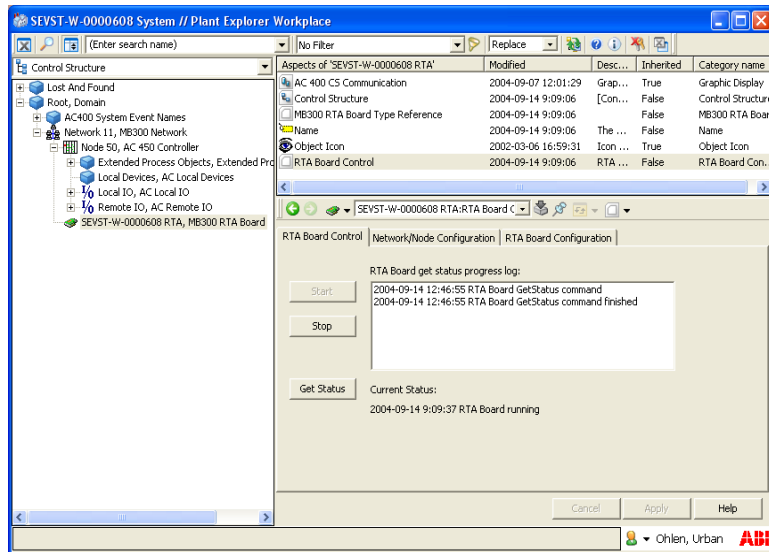 SEVST-W-0000608 System // Plant Explorer Workplace
(Enter search name)
No Filter
Replace
Control Structure
Lost And Found
Root, Domain
AC400 System Event Names
Network 11, MB300 Network
Node 50, AC 450 Controller
Extended Process Objects, Extended Pro
Local Devices, AC Local Devices
I/O Local IO, AC Local IO
I/O Remote IO, AC Remote IO
SEVST-W-0000608 RTA, MB300 RTA Board
Aspects of 'SEVST-W-0000608 RTA' Modified Desc... Inherited Category name
AC 400 CS Communication 2004-09-07 12:01:29 Grap... True Graphic Display
Control Structure 2004-09-14 9:09:06 [Con... False Control Structure
MB300 RTA Board Type Reference 2004-09-14 9:09:06 False MB300 RTA Boar
Name 2004-09-14 9:09:06 The ... False Name
Object Icon 2002-03-06 16:59:31 Icon ... True Object Icon
RTA Board Control 2004-09-14 9:09:06 RTA ... False RTA Board Con.
SEVST-W-0000608 RTA:RTA Board C
RTA Board Control Network/Node Configuration RTA Board Configuration
RTA Board get status progress log:
Start
2004-09-14 12:46:55 RTA Board GetStatus command
2004-09-14 12:46:55 RTA Board GetStatus command finished
Stop
Get Status
Current Status:
2004-09-14 9:09:37 RTA Board running
Cancel Apply Help
Ohlen, Urban ABB